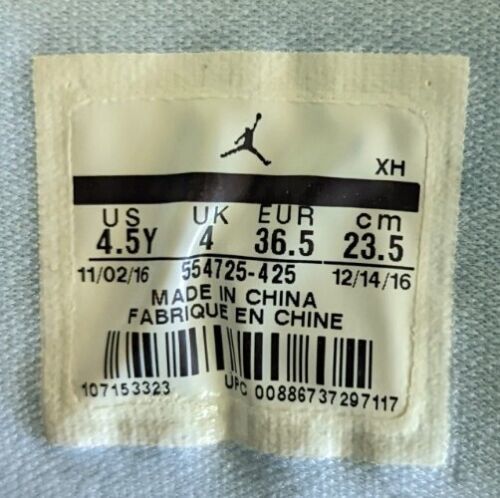 XH
US UK EUR cm
4.5Y 4 36.5 23.5
11/02/16 554725-425 12/14/16
MADE IN CHINA
FABRIQUE EN CHINE
107153323 UPC 00886737297117